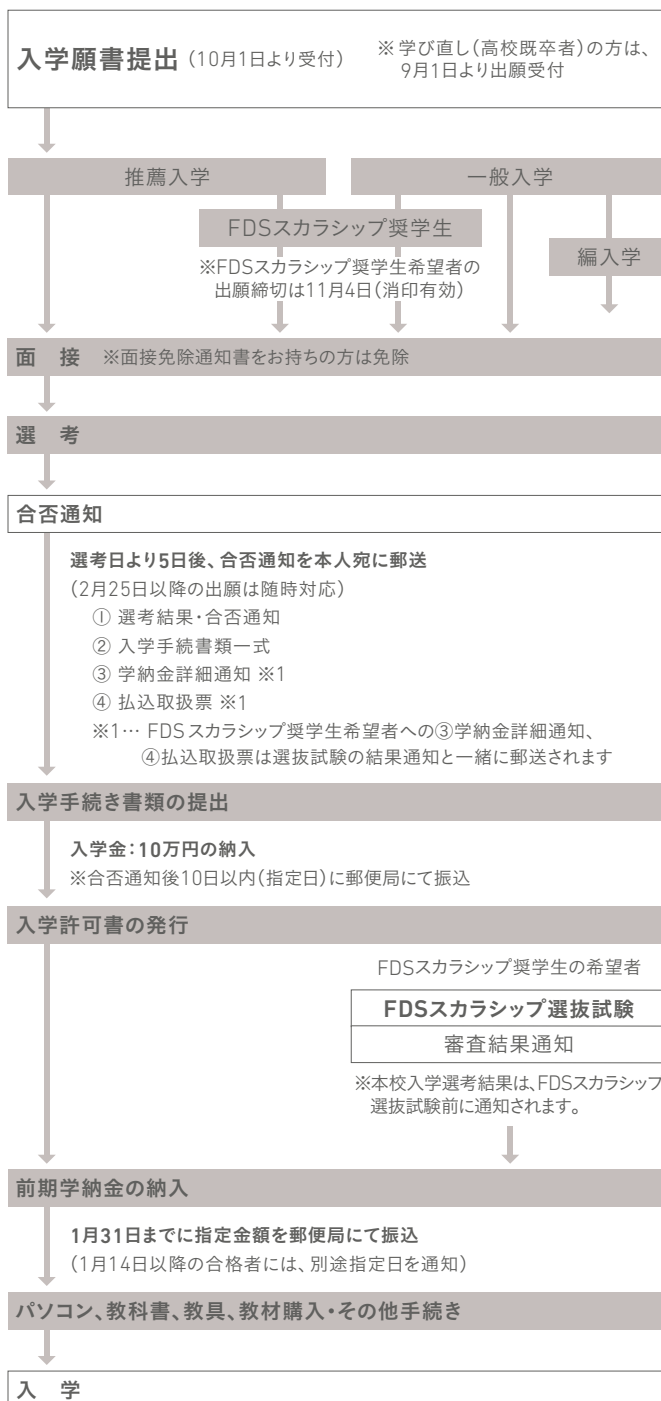 入学願書提出 (10月1日より受付) ※学び直し(高校既卒者)の方は、
9月1日より出願受付
推薦入学 一般入学
FDSスカラシップ奨学生
編入学
※FDSスカラシップ奨学生希望者の
出願締切は11月4日(消印有効)
面 接 ※面接免除通知書をお持ちの方は免除
選 考
合否通知
選考日より5日後、合否通知を本人宛に郵送
(2月25日以降の出願は随時対応)
① 選考結果・合否通知
② 入学手続書類一式
③ 学納金詳細通知 ※1
④ 払込取扱票 ※1
※1… FDSスカラシップ奨学生希望者への③学納金詳細通知、
④払込取扱票は選抜試験の結果通知と一緒に郵送されます
入学手続き書類の提出
入学金：10万円の納入
※合否通知後10日以内(指定日)に郵便局にて振込
入学許可書の発行
FDSスカラシップ奨学生の希望者
FDSスカラシップ選抜試験
審査結果通知
※本校入学選考結果は、FDSスカラシップ
選抜試験前に通知されます。
前期学納金の納入
1月31日までに指定金額を郵便局にて振込
(1月14日以降の合格者には、別途指定日を通知)
パソコン、教科書、教具、教材購入・その他手続き
入 学